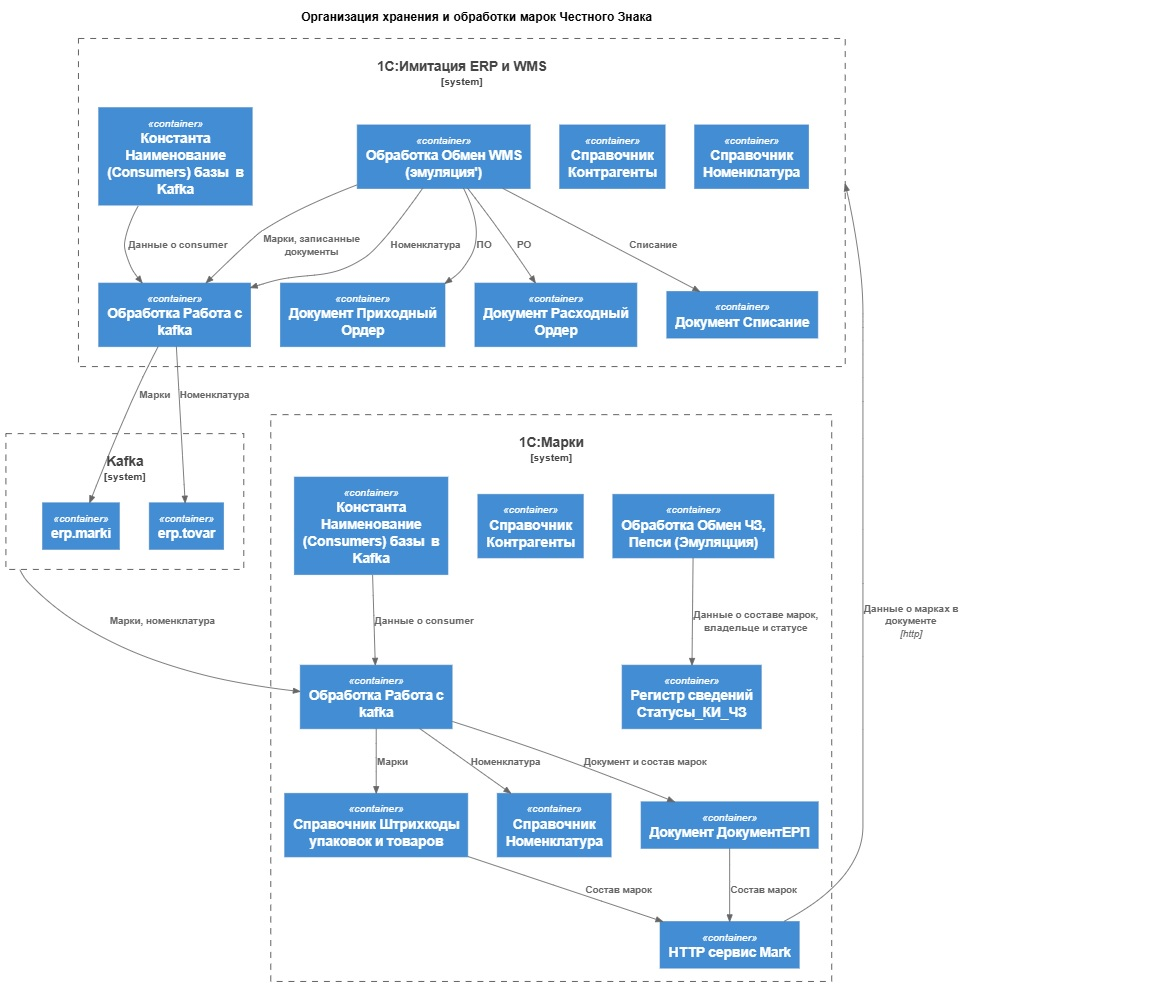 Организация хранения и обработки марок Честного Знака
1С:Имитация ERP и WMS
[system]
«container»
Константа
Наименование
(Consumers) базы в
Kafka
«container»
Обработка Обмен WMS
(эмуляция')
«container»
Справочник
Контрагенты
«container»
Справочник
Номенклатура
Данные о consumer
Марки, записанные
документы
Номенклатура
ПО
РО
Списание
«container»
Обработка Работа с
kafka
«container»
Документ Приходный
Ордер
«container»
Документ Расходный
Ордер
«container»
Документ Списание
Марки
Номенклатура
Kafka
[system]
«container»
erp.marki
«container»
erp.tovar
Марки, номенклатура
1С:Марки
[system]
«container»
Константа
Наименование
(Consumers) базы в
Kafka
«container»
Справочник
Контрагенты
«container»
Обработка Обмен ЧЗ,
Пепси (Эмуляцция)
Данные о consumer
Данные о составе марок,
владельце и статусе
Данные о марках в
документе
[http]
«container»
Обработка Работа с
kafka
«container»
Регистр сведений
Статусы_КИ_ЧЗ
Марки
Номенклатура
Документ и состав марок
«container»
Справочник Штрихкоды
упаковок и товаров
«container»
Справочник
Номенклатура
«container»
Документ ДокументЕРП
Состав марок
Состав марок
«container»
HTTP сервис Mark